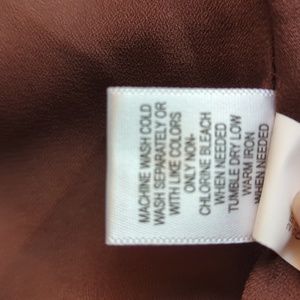 MACHINE WASH COLD
WASH SEPARATELY OR
WITH LIKE COLORS
ONLY NON-
CHLORINE BLEACH
WHEN NEEDED
TUMBLE DRY LOW
WARM IRON
WHEN NEEDED